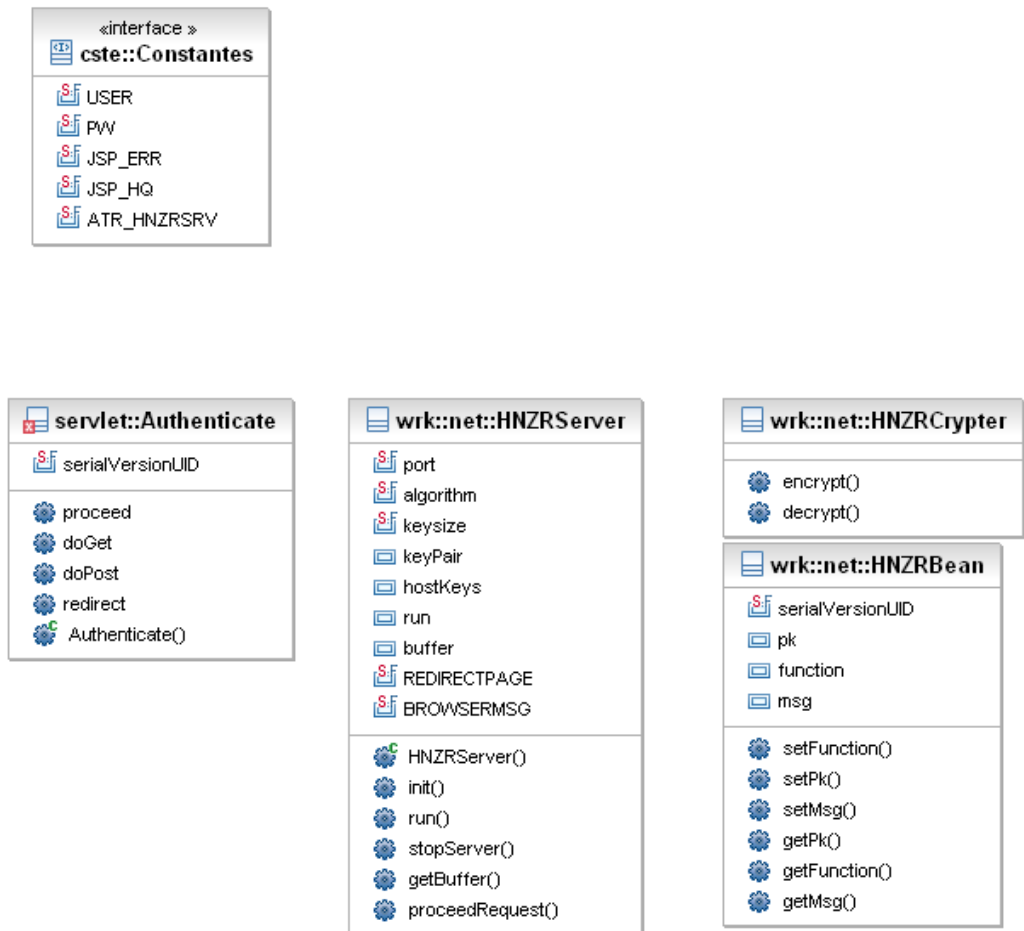 «interface »
cste::Constantes
USER
PW
JSP_ERR
JSP_HQ
ATR_HNZRSRV
servlet::Authenticate
serialVersionUID
proceed
doGet
doPost
redirect
Authenticate()
wrk::net::HNZRServer
port
algorithm
keysize
keyPair
hostKeys
run
buffer
REDIRECTPAGE
BROWSERMSG
HNZRServer()
init()
run()
stopServer()
getBuffer()
proceedRequest()
wrk::net::HNZRCrypter
encrypt()
decrypt()
wrk::net::HNZRBean
serialVersionUID
pk
function
msg
setFunction()
setPk()
setMsg()
getPk()
getFunction()
getMsg()